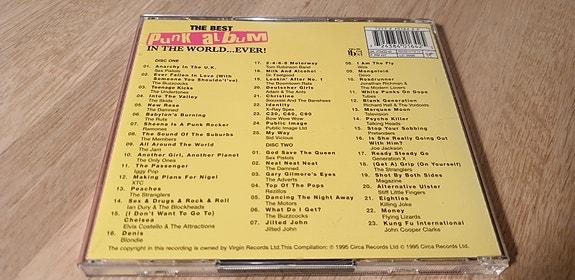 THE BEST
PUNK ALBUM
IN THE WORLD...EVER!
DISC ONE
01. Anarchy In The U.K.
Sex Pistols
02. Ever Fallen In Love (With
Someone You Should've)
The Buzzcocks
03. Teenage Kicks
The Undertones
04. Into The Valley
The Skids
05. New Rose
The Damned
06. Babylon's Burning
The Ruts
07. Sheena Is A Punk Rocker
Ramones
08. The Sound Of The Suburbs
The Members
09. All Around The World
The Jam
10. Another Girl, Another Planet
The Only Ones
11. The Passenger
Iggy Pop
12. Making Plans For Nigel
XTC
13. Peaches
The Stranglers
14. Sex & Drugs & Rock & Roll
Ian Dury & The Blockheads
15. (I Don't Want To Go To)
Chelsea
Elvis Costello & The Attractions
16. Denis
Blondie
17. 2-4-6-8 Motorway
Tom Robinson Band
18. Milk And Alcohol
Dr. Feelgood
19. Lookin' After No. 1
The Boomtown Rats
20. Deutscher Girls
Adam & The Ants
21. Christine
Siouxsie And The Banshees
22. Identity
X-Ray Spex
23. C30, C60, C90
Bow Wow Wow
24. Public Image
Public Image Ltd
25. My Way
Sid Vicious
DISC TWO
01. God Save The Queen
Sex Pistols
02. Neat Neat Neat
The Damned
03. Gary Gilmore's Eyes
The Adverts
04. Top Of The Pops
Rezillos
05. Dancing The Night Away
The Motors
06. What Do I Get?
The Buzzcocks
07. Jilted John
Jilted John
08. I Am The Fly
Wire
09. Mongoloid
Devo
10. Roadrunner
Jonathan Richman &
The Modern Lovers
11. White Punks On Dope
Tubes
12. Blank Generation
Richard Hell & The Voidoids
13. Marquee Moon
Television
14. Psycho Killer
Talking Heads
15. Stop Your Sobbing
Pretenders
16. Is She Really Going Out
With Him?
Joe Jackson
17. Ready Steady Go
Generation X
18. (Get A) Grip (On Yourself)
The Stranglers
19. Shot By Both Sides
Magazine
20. Alternative Ulster
Stiff Little Fingers
21. Eighties
Killing Joke
22. Money
Flying Lizards
23. Kung Fu International
John Cooper Clarke
The copyright in this recording is owned by Virgin Records Ltd. This Compilation: ℗ 1995 Circa Records Ltd. © 1995 Circa Records Ltd.